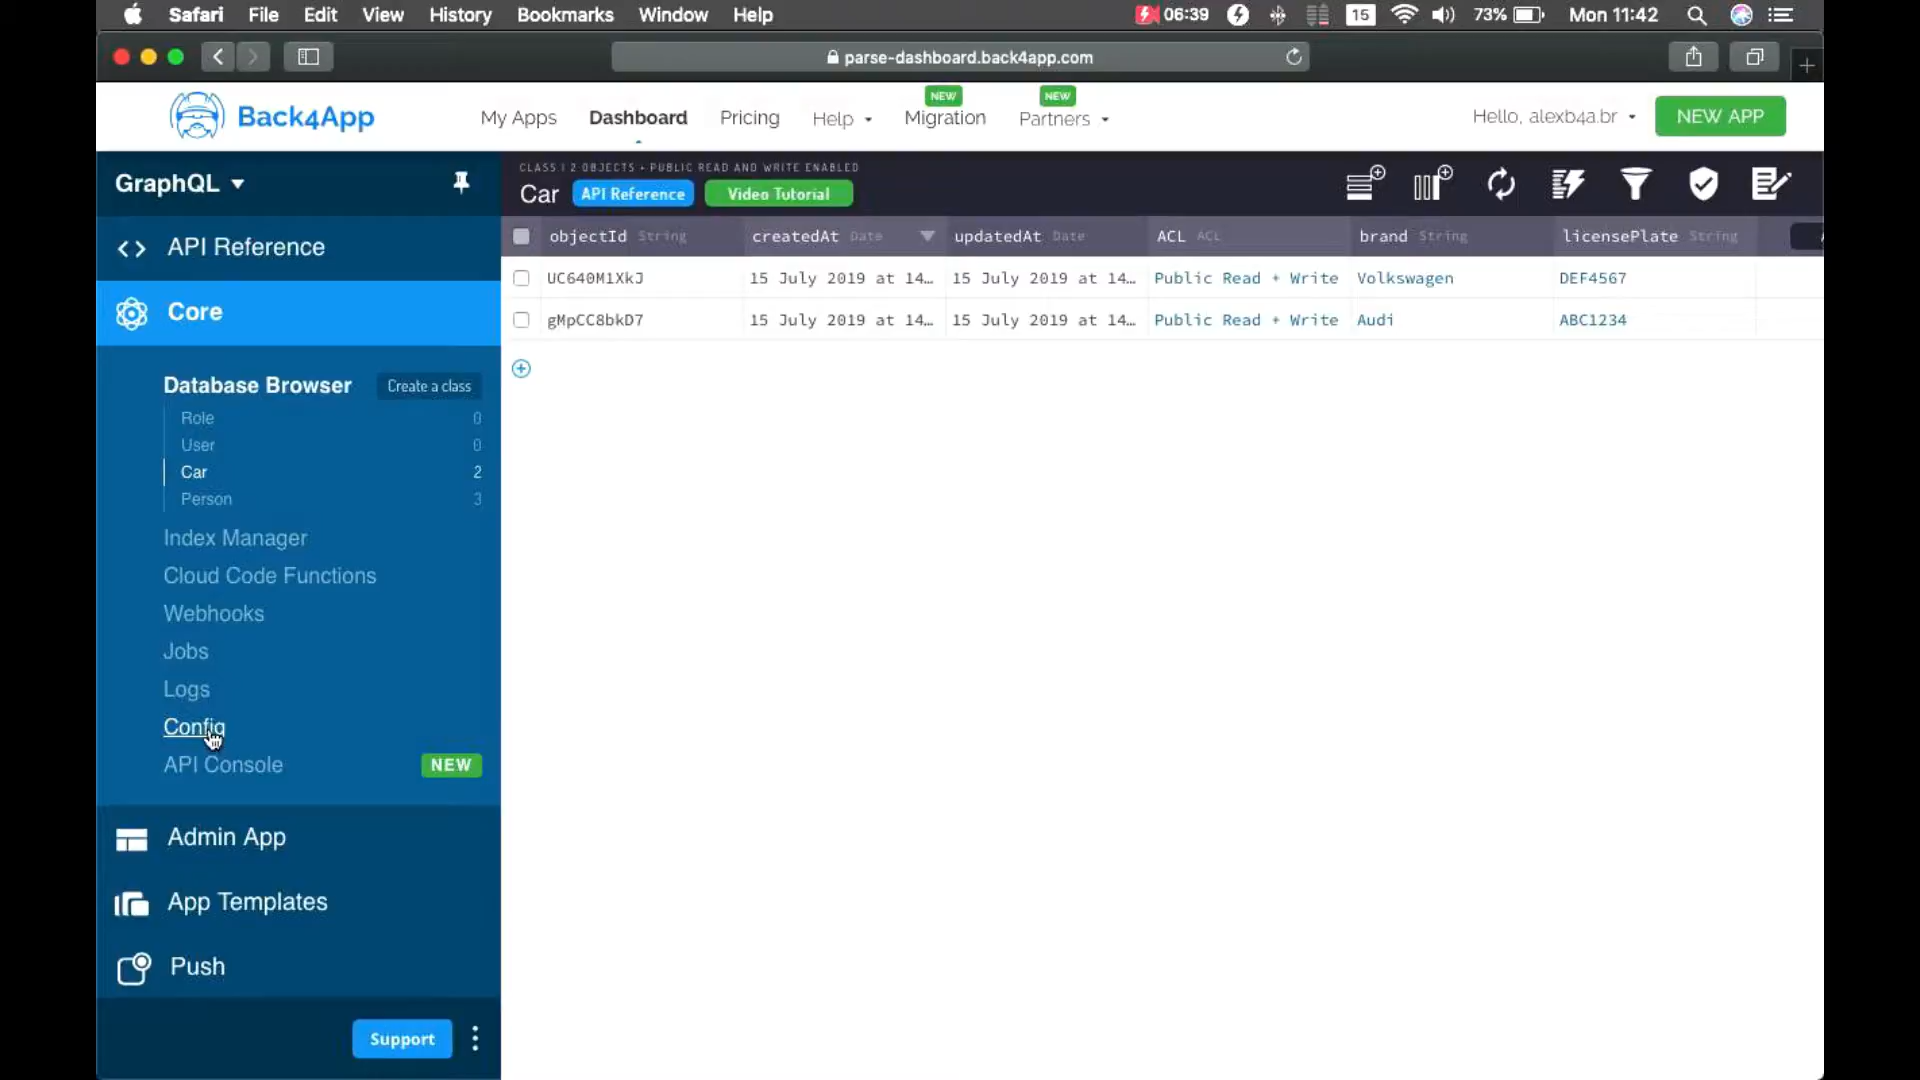 Safari File Edit View History Bookmarks Window Help 06:39 15 73% Mon 11:42
parse-dashboard.back4app.com
Back4App My Apps Dashboard Pricing Help NEW Migration NEW Partners Hello, alexb4a.br NEW APP
GraphQL
CLASS | 2 OBJECTS • PUBLIC READ AND WRITE ENABLED
Car API Reference Video Tutorial
API Reference
Core
Database Browser Create a class
Role 0
User 0
Car 2
Person 3
Index Manager
Cloud Code Functions
Webhooks
Jobs
Logs
Config
API Console NEW
Admin App
App Templates
Push
Support
objectId String createdAt Date updatedAt Date ACL ACL brand String licensePlate String
UC640M1XkJ 15 July 2019 at 14… 15 July 2019 at 14… Public Read + Write Volkswagen DEF4567
gMpCC8bkD7 15 July 2019 at 14… 15 July 2019 at 14… Public Read + Write Audi ABC1234